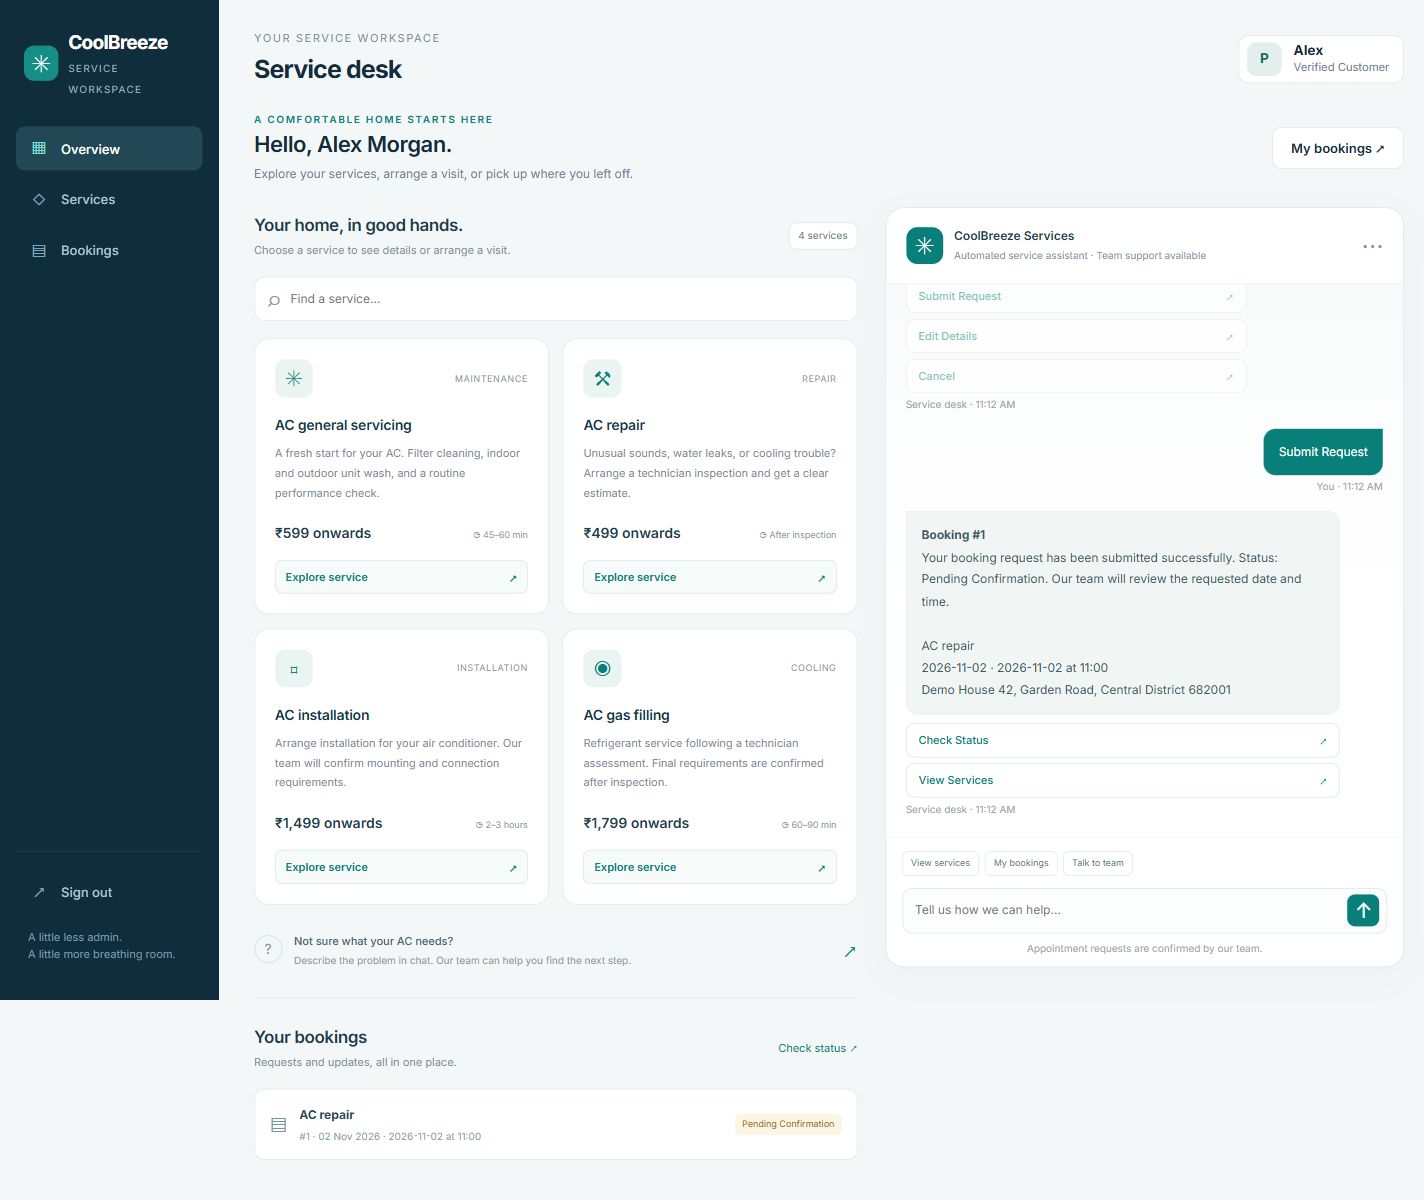 CoolBreeze
SERVICE
WORKSPACE
Overview
Services
Bookings
Sign out
A little less admin.
A little more breathing room.
YOUR SERVICE WORKSPACE
Service desk
P
Alex
Verified Customer
A COMFORTABLE HOME STARTS HERE
Hello, Alex Morgan.
Explore your services, arrange a visit, or pick up where you left off.
My bookings ↗
Your home, in good hands.
Choose a service to see details or arrange a visit.
4 services
Find a service...
MAINTENANCE
AC general servicing
A fresh start for your AC. Filter cleaning, indoor
and outdoor unit wash, and a routine
performance check.
₹599 onwards
◷ 45–60 min
Explore service ↗
REPAIR
AC repair
Unusual sounds, water leaks, or cooling trouble?
Arrange a technician inspection and get a clear
estimate.
₹499 onwards
◷ After inspection
Explore service ↗
INSTALLATION
AC installation
Arrange installation for your air conditioner. Our
team will confirm mounting and connection
requirements.
₹1,499 onwards
◷ 2–3 hours
Explore service ↗
COOLING
AC gas filling
Refrigerant service following a technician
assessment. Final requirements are confirmed
after inspection.
₹1,799 onwards
◷ 60–90 min
Explore service ↗
?
Not sure what your AC needs?
Describe the problem in chat. Our team can help you find the next step.
↗
Your bookings
Requests and updates, all in one place.
Check status ↗
AC repair
#1 · 02 Nov 2026 · 2026-11-02 at 11:00
Pending Confirmation
CoolBreeze Services
Automated service assistant · Team support available
Submit Request ↗
Edit Details ↗
Cancel ↗
Service desk · 11:12 AM
Submit Request
You · 11:12 AM
Booking #1
Your booking request has been submitted successfully. Status:
Pending Confirmation. Our team will review the requested date and
time.
AC repair
2026-11-02 · 2026-11-02 at 11:00
Demo House 42, Garden Road, Central District 682001
Check Status ↗
View Services ↗
Service desk · 11:12 AM
View services
My bookings
Talk to team
Tell us how we can help...
Appointment requests are confirmed by our team.